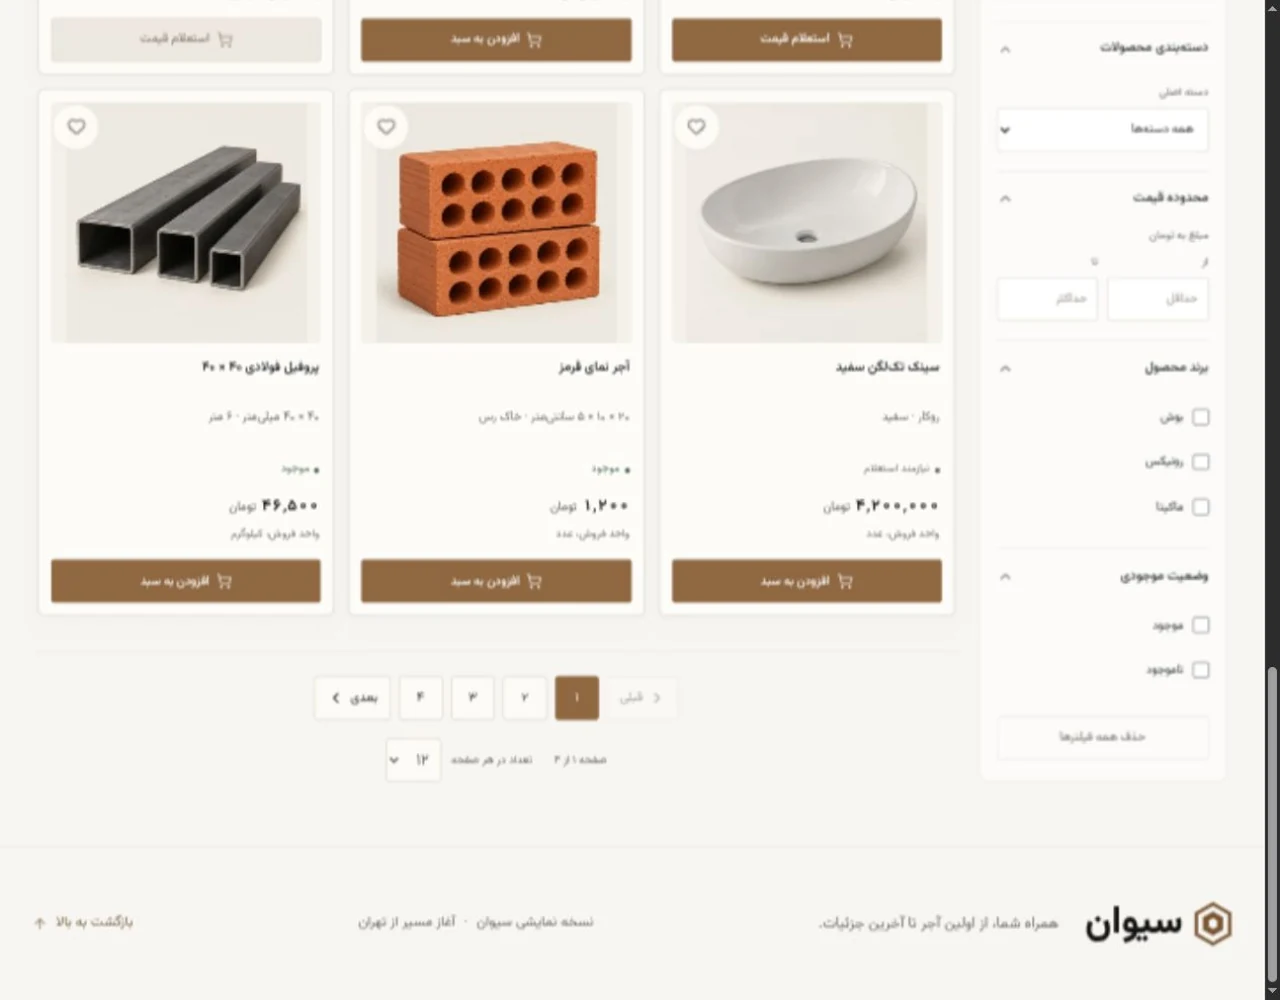 استعلام قیمت
افزودن به سبد
استعلام قیمت
سینک تک‌لگن سفید
روکار · سفید
نیازمند استعلام
۴,۲۰۰,۰۰۰ تومان
واحد فروش: عدد
افزودن به سبد
آجر نمای قرمز
۲۰ × ۱۰ × ۵ سانتی‌متر · خاک رس
موجود
۱,۲۰۰ تومان
واحد فروش: عدد
افزودن به سبد
پروفیل فولادی ۴۰ × ۴۰
۴۰ × ۴۰ میلی‌متر · ۶ متر
موجود
۴۶,۵۰۰ تومان
واحد فروش: کیلوگرم
افزودن به سبد
دسته‌بندی محصولات
دسته اصلی
همه دسته‌ها
محدوده قیمت
مبلغ به تومان
از تا
حداقل حداکثر
برند محصول
بوش
رونیکس
ماکیتا
وضعیت موجودی
موجود
ناموجود
حذف همه فیلترها
قبلی ۱ ۲ ۳ ۴ بعدی
صفحه ۱ از ۴ تعداد در هر صفحه ۱۲
سیوان همراه شما، از اولین آجر تا آخرین جزئیات. نسخه نمایشی سیوان · آغاز مسیر از تهران بازگشت به بالا